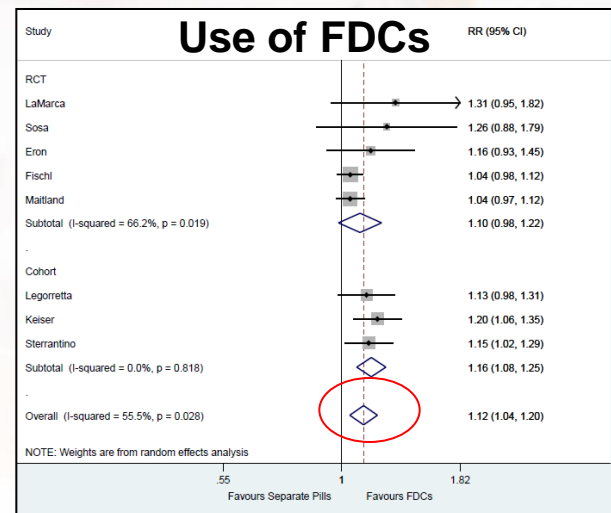 Use of FDCs
Study RR (95% CI)
RCT
LaMarca 1.31 (0.95, 1.82)
Sosa 1.26 (0.88, 1.79)
Eron 1.16 (0.93, 1.45)
Fischl 1.04 (0.98, 1.12)
Maitland 1.04 (0.97, 1.12)
Subtotal (I-squared = 66.2%, p = 0.019) 1.10 (0.98, 1.22)
.
Cohort
Legorretta 1.13 (0.98, 1.31)
Keiser 1.20 (1.06, 1.35)
Sterrantino 1.15 (1.02, 1.29)
Subtotal (I-squared = 0.0%, p = 0.818) 1.16 (1.08, 1.25)
.
Overall (I-squared = 55.5%, p = 0.028) 1.12 (1.04, 1.20)
NOTE: Weights are from random effects analysis
.55 1 1.82
Favours Separate Pills Favours FDCs